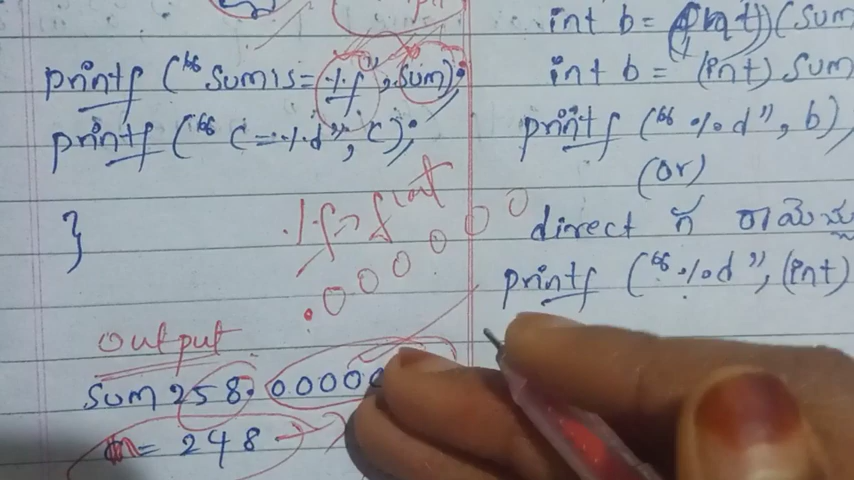 printf ("sum is = %f", sum);
printf (" C = %d", C);
}
%f -> float
.000000
output
sum 258.0000
= 248
int b = (int) (sum
int b = (int) sum
printf (" %d ", b)
(or)
direct గా రాయొచ్చు
printf (" %d ", (int)